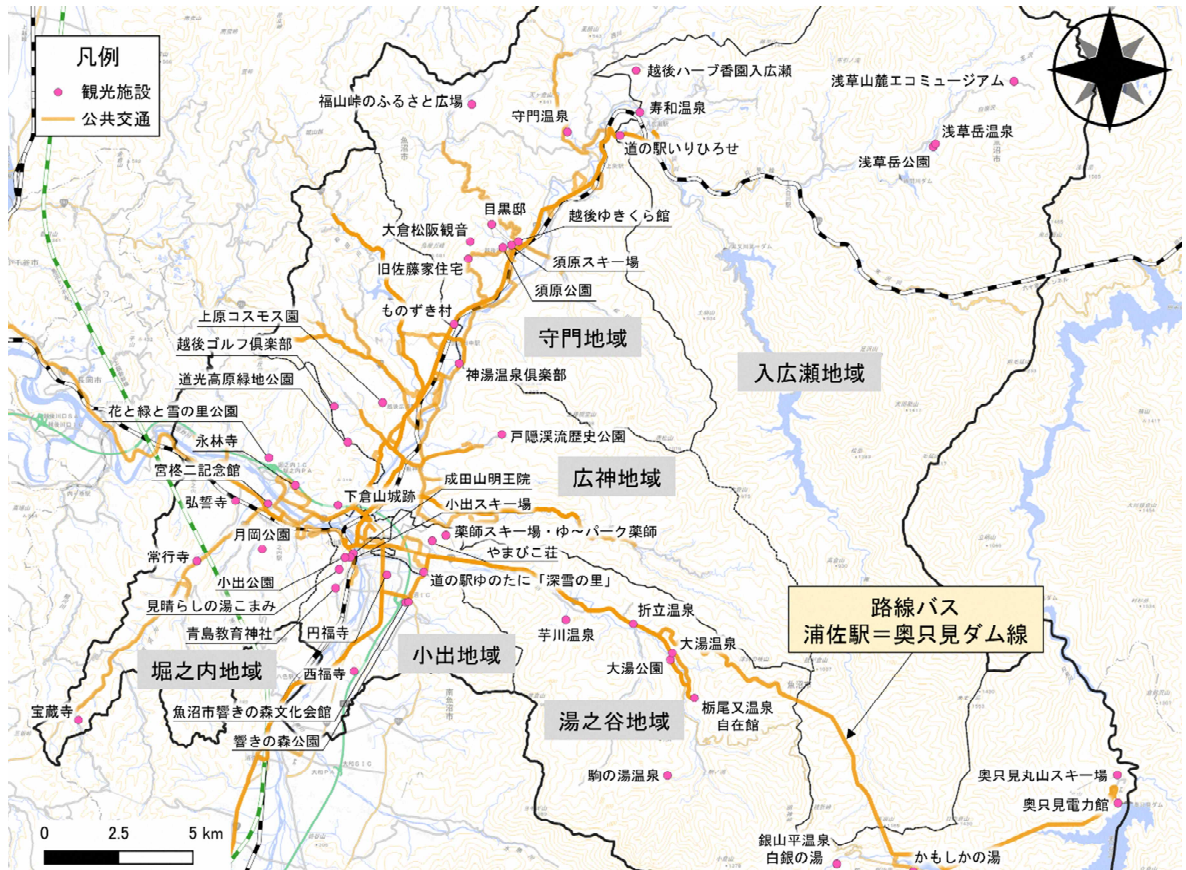 凡例
観光施設
公共交通
越後ハーブ香園入広瀬
浅草山麓エコミュージアム
福山峠のふるさと広場
守門温泉
寿和温泉
道の駅いりひろせ
浅草岳温泉
浅草岳公園
目黒邸
越後ゆきくら館
大倉松阪観音
旧佐藤家住宅
須原スキー場
須原公園
ものずき村
上原コスモス園
守門地域
越後ゴルフ倶楽部
神湯温泉倶楽部
入広瀬地域
道光高原緑地公園
花と緑と雪の里公園
戸隠渓流歴史公園
永林寺
宮柊二記念館
成田山明王院
広神地域
弘誓寺
下倉山城跡
小出スキー場
月岡公園
薬師スキー場・ゆ～パーク薬師
常行寺
やまびこ荘
小出公園
道の駅ゆのたに「深雪の里」
見晴らしの湯こまみ
折立温泉
路線バス
浦佐駅＝奥只見ダム線
青島教育神社
円福寺
芋川温泉
大湯温泉
小出地域
大湯公園
堀之内地域
西福寺
宝蔵寺
魚沼市響きの森文化会館
湯之谷地域
栃尾又温泉
自在館
響きの森公園
駒の湯温泉
奥只見丸山スキー場
奥只見電力館
銀山平温泉
白銀の湯
かもしかの湯
0 2.5 5 km